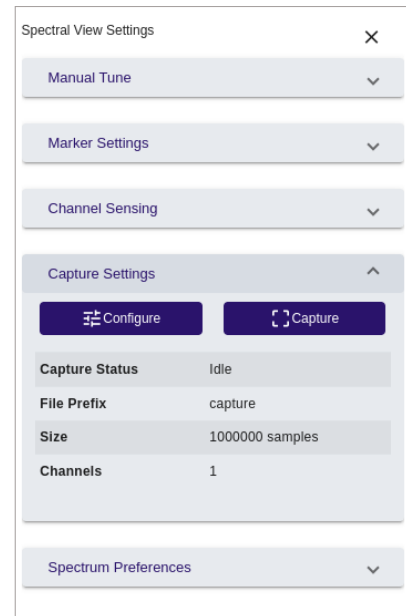 Spectral View Settings
Manual Tune
Marker Settings
Channel Sensing
Capture Settings
Configure Capture
Capture Status Idle
File Prefix capture
Size 1000000 samples
Channels 1
Spectrum Preferences